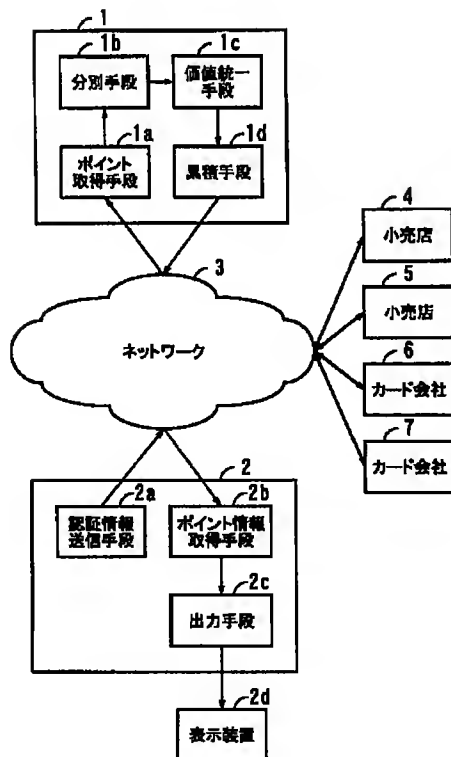 1
1b
分別手段
1c
価値統一
手段
1a
ポイント
取得手段
1d
累積手段
3
ネットワーク
4
小売店
5
小売店
6
カード会社
7
カード会社
2
2a
認証情報
送信手段
2b
ポイント情報
取得手段
2c
出力手段
2d
表示装置